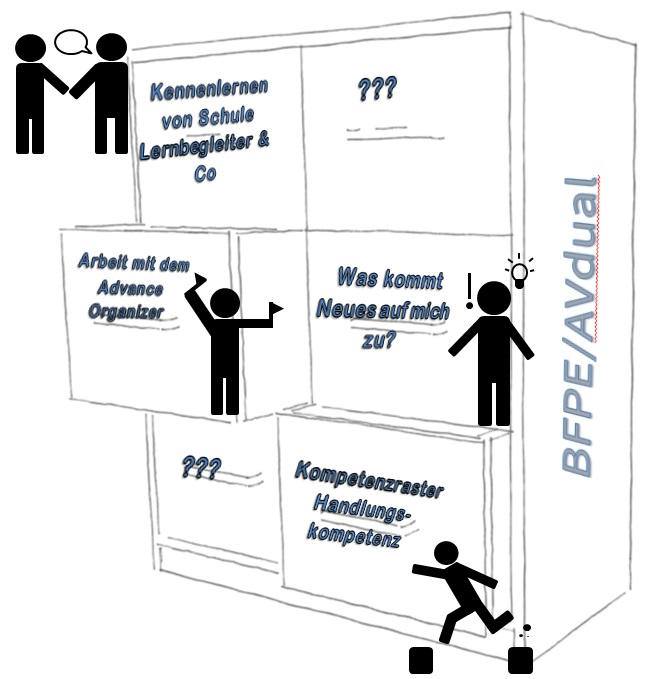 Kennenlernen
von Schule
Lernbegleiter &
Co
???
Arbeit mit dem
Advance
Organizer
Was kommt
Neues auf mich
zu?
???
Kompetenzraster
Handlungs-
kompetenz
!
BFPE/AVdual